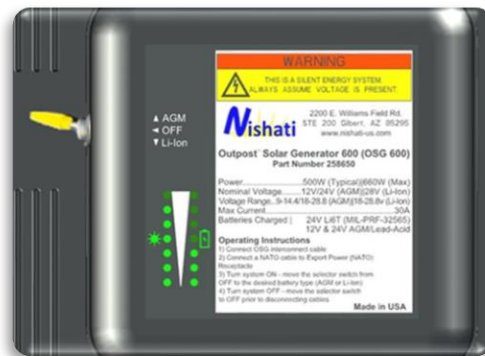 WARNING
THIS IS A SILENT ENERGY SYSTEM.
ALWAYS ASSUME VOLTAGE IS PRESENT.
▲ AGM
◄ OFF
▼ Li-Ion
Nishati
2200 E. Williams Field Rd.
STE 200 Gilbert, AZ 85295
www.nishati-us.com
Outpost Solar Generator 600 (OSG 600)
Part Number 258650
Power..................500W (Typical)|660W (Max)
Nominal Voltage........12V/24V (AGM)|28V (Li-Ion)
Voltage Range..9-14.4/18-28.8 (AGM)|18-28.8v (Li-Ion)
Max Current..................30A
Batteries Charged:| 24V Li6T (MIL-PRF-32565)
12V & 24V AGM/Lead-Acid
Operating Instructions
1) Connect OSG interconnect cable
2) Connect a NATO cable to Export Power (NATO)
Receptacle
3) Turn system ON - move the selector switch from
OFF to the desired battery type (AGM or Li-Ion)
4) Turn system OFF - move the selector switch
to OFF prior to disconnecting cables
Made in USA